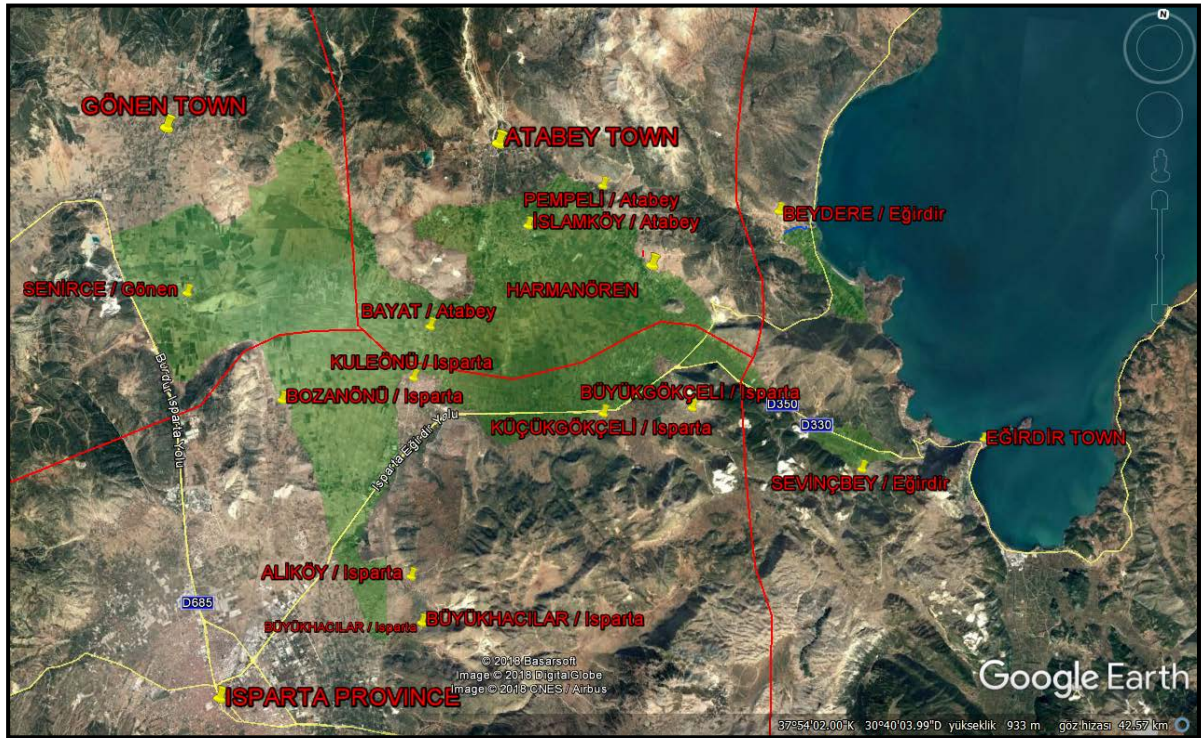 N
GÖNEN TOWN
ATABEY TOWN
PEMPELİ / Atabey
İSLAMKÖY / Atabey
BEYDERE / Eğirdir
SENİRCE / Gönen
HARMANÖREN
BAYAT / Atabey
KULEÖNÜ / Isparta
BOZANÖNÜ / Isparta
BÜYÜKGÖKÇELİ / Isparta
KÜÇÜKGÖKÇELİ / Isparta
D350
D330
EĞİRDİR TOWN
SEVİNÇBEY / Eğirdir
Burdur Isparta Yolu
Isparta Eğirdir Yolu
ALİKÖY / Isparta
D685
BÜYÜKHACILAR / Isparta
BÜYÜKHACILAR / Isparta
ISPARTA PROVINCE
© 2018 Basarsoft
Image © 2018 DigitalGlobe
Image © 2018 CNES / Airbus
Google Earth
37°54'02.00"K 30°40'03.99"D yükseklik 933 m göz hizası 42.57 km